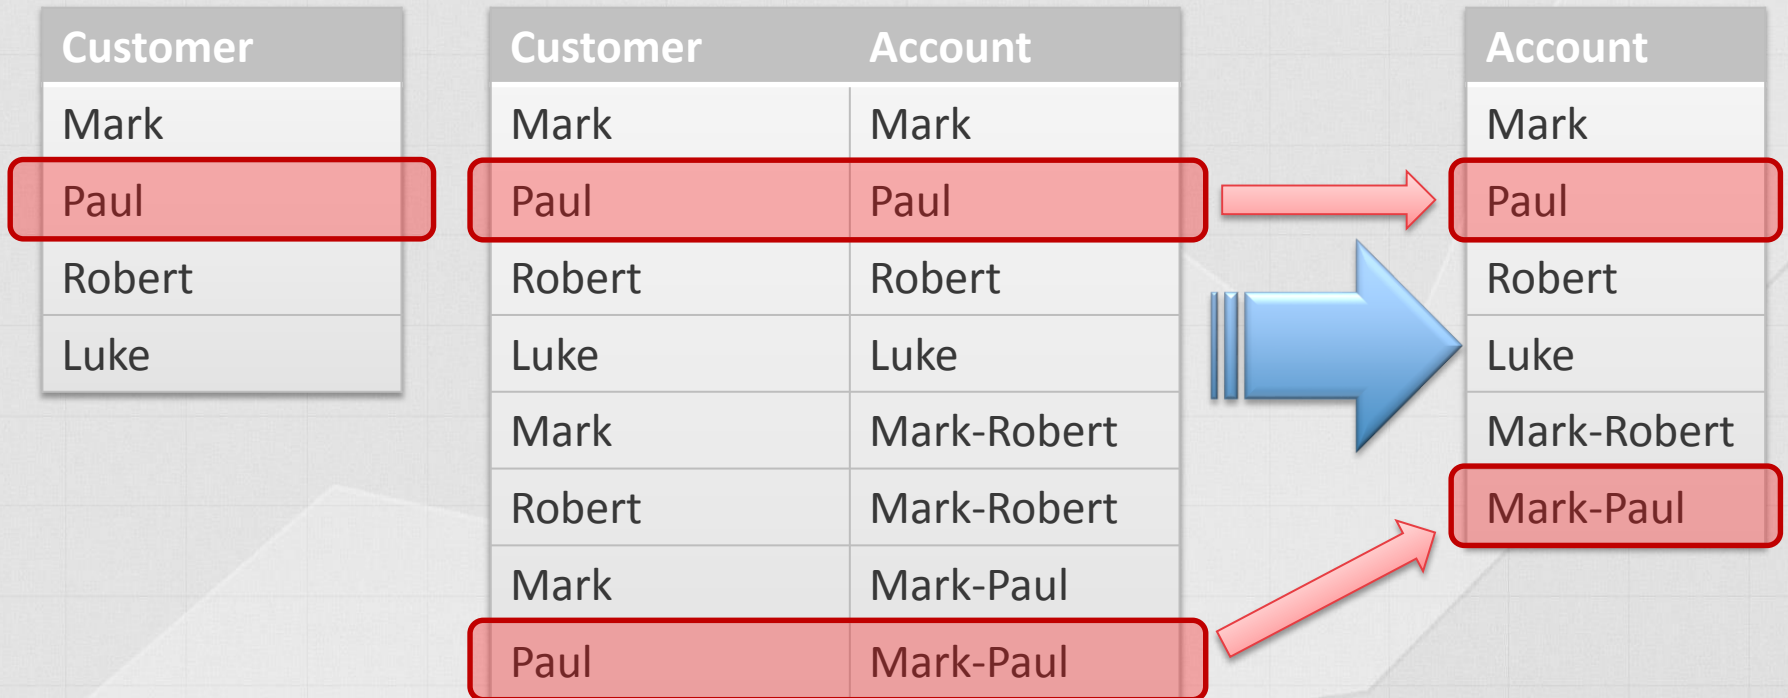 Customer
Mark
Paul
Robert
Luke
Customer Account
Mark Mark
Paul Paul
Robert Robert
Luke Luke
Mark Mark-Robert
Robert Mark-Robert
Mark Mark-Paul
Paul Mark-Paul
Account
Mark
Paul
Robert
Luke
Mark-Robert
Mark-Paul